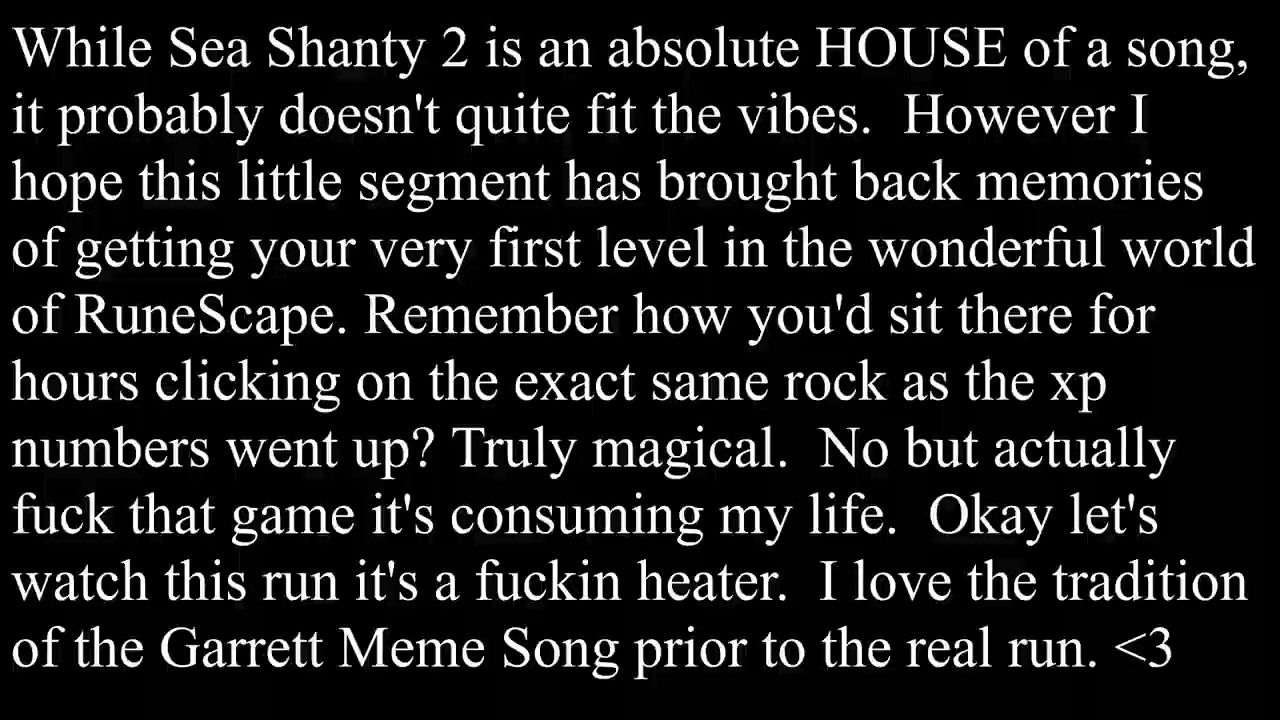 While Sea Shanty 2 is an absolute HOUSE of a song,
it probably doesn't quite fit the vibes.  However I
hope this little segment has brought back memories
of getting your very first level in the wonderful world
of RuneScape. Remember how you'd sit there for
hours clicking on the exact same rock as the xp
numbers went up? Truly magical.  No but actually
fuck that game it's consuming my life.  Okay let's
watch this run it's a fuckin heater.  I love the tradition
of the Garrett Meme Song prior to the real run. <3